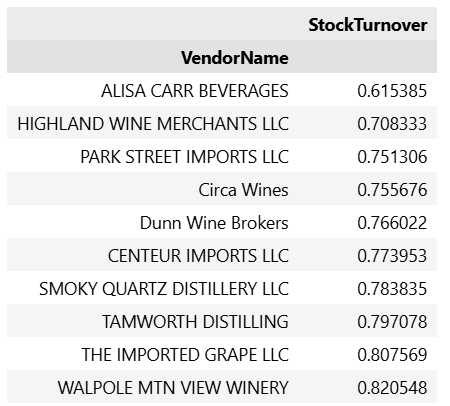 StockTurnover
VendorName
ALISA CARR BEVERAGES 0.615385
HIGHLAND WINE MERCHANTS LLC 0.708333
PARK STREET IMPORTS LLC 0.751306
Circa Wines 0.755676
Dunn Wine Brokers 0.766022
CENTEUR IMPORTS LLC 0.773953
SMOKY QUARTZ DISTILLERY LLC 0.783835
TAMWORTH DISTILLING 0.797078
THE IMPORTED GRAPE LLC 0.807569
WALPOLE MTN VIEW WINERY 0.820548